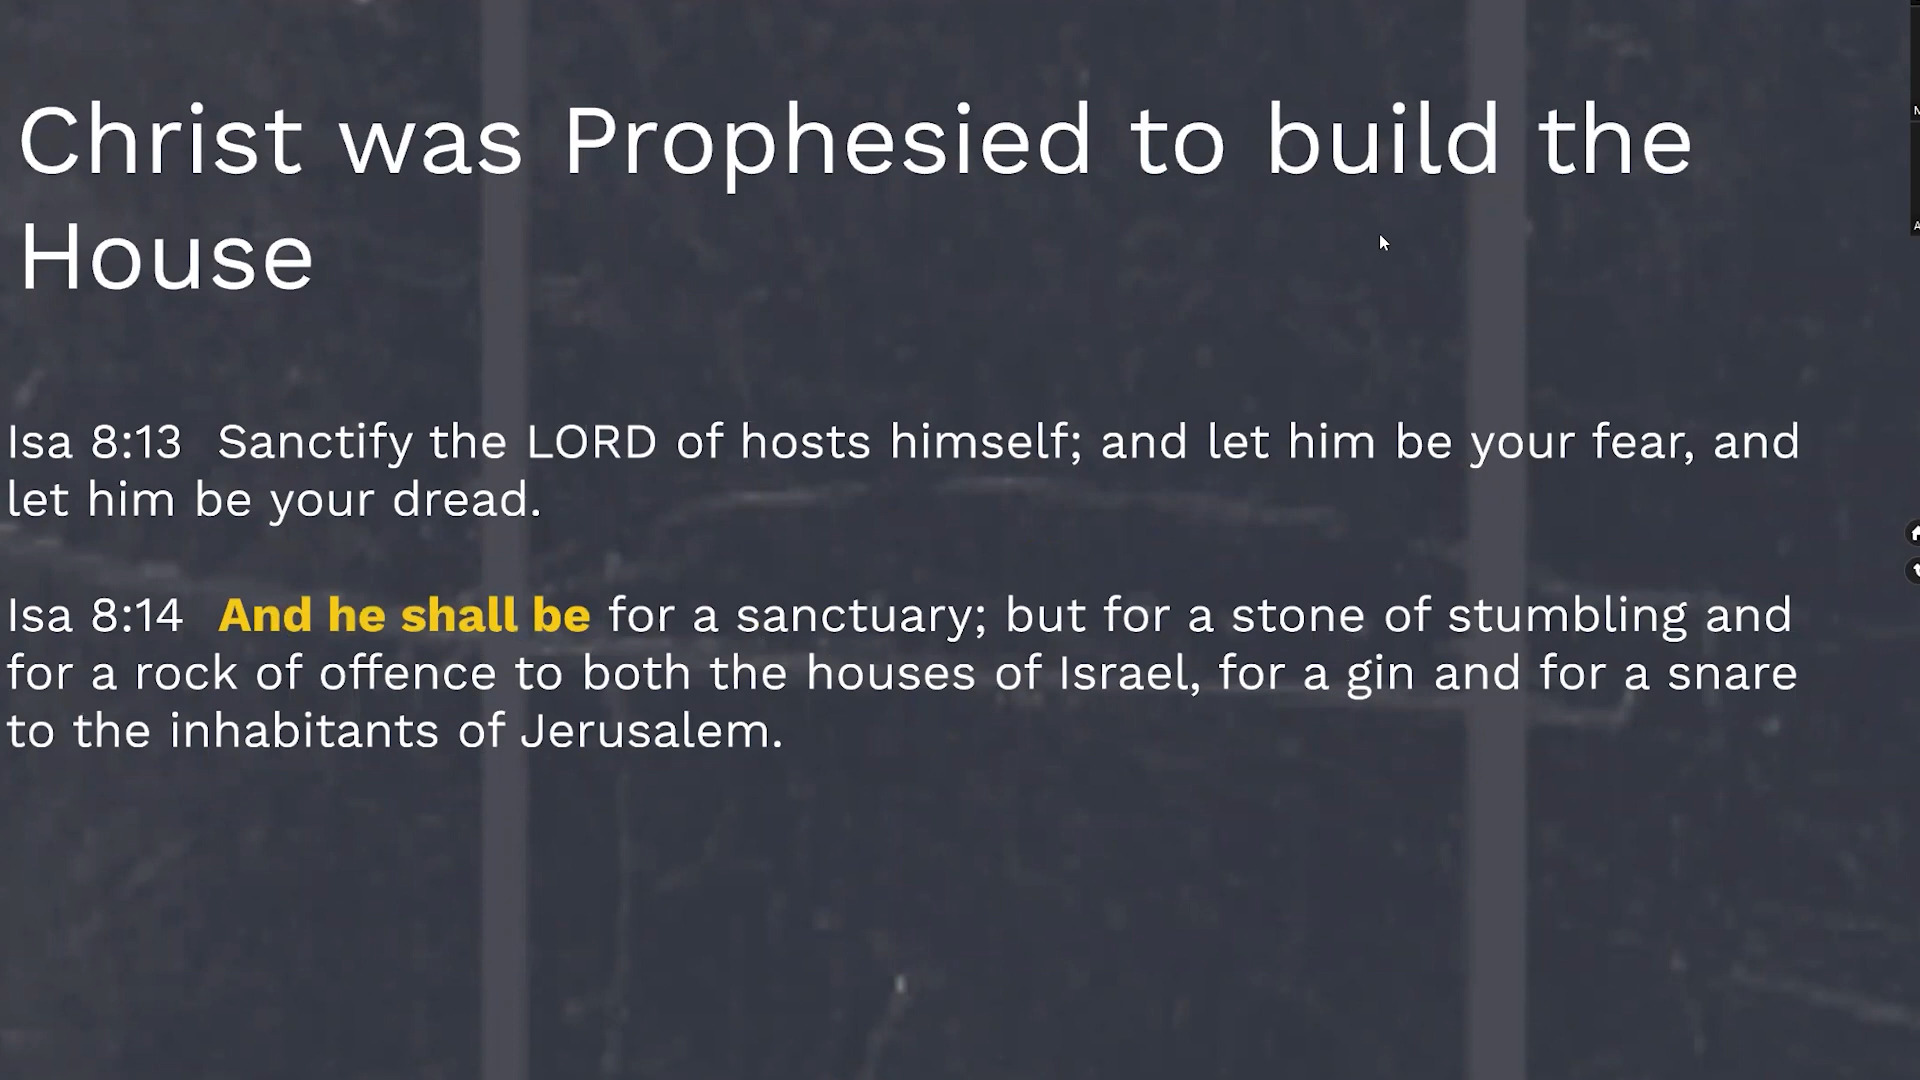 Christ was Prophesied to build the
House
Isa 8:13 Sanctify the LORD of hosts himself; and let him be your fear, and
let him be your dread.
Isa 8:14 And he shall be for a sanctuary; but for a stone of stumbling and
for a rock of offence to both the houses of Israel, for a gin and for a snare
to the inhabitants of Jerusalem.